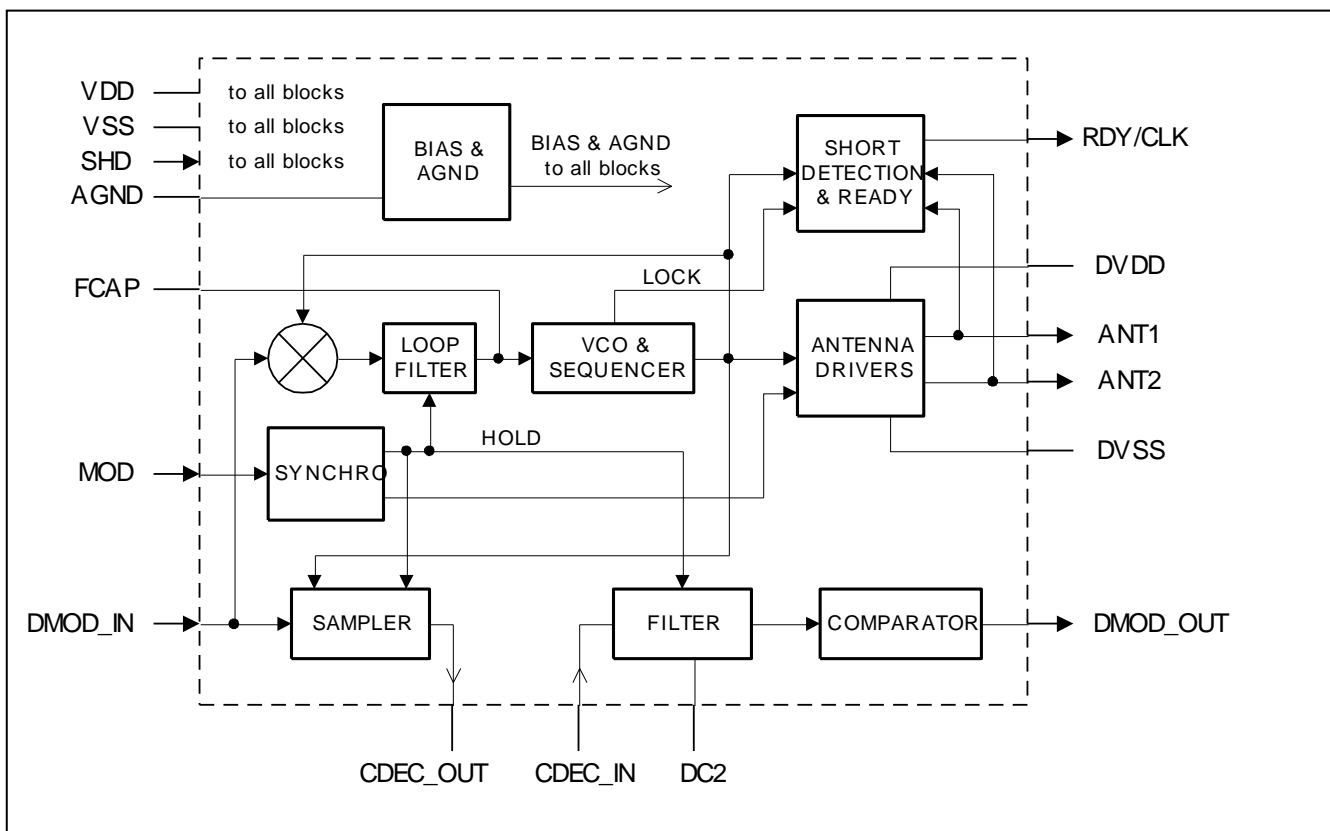 VDD
to all blocks
VSS
to all blocks
SHD
to all blocks
AGND
BIAS &
AGND
BIAS & AGND
to all blocks
SHORT
DETECTION
& READY
RDY/CLK
FCAP
LOCK
DVDD
LOOP
FILTER
VCO &
SEQUENCER
ANTENNA
DRIVERS
ANT1
ANT2
HOLD
DVSS
MOD
SYNCHRO
DMOD_IN
SAMPLER
FILTER
COMPARATOR
DMOD_OUT
CDEC_OUT
CDEC_IN
DC2